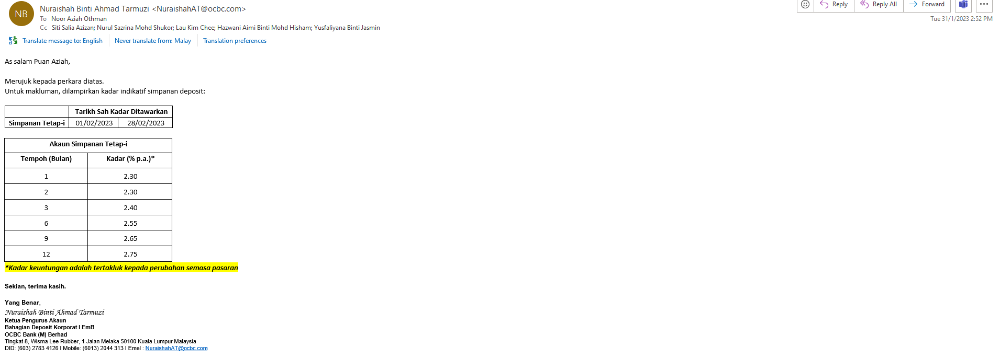 NB
Nuraishah Binti Ahmad Tarmuzi <NuraishahAT@ocbc.com>
To Noor Aziah Othman
Cc Siti Salia Azizan; Nurul Sazrina Mohd Shukor; Lau Kim Chee; Hazwani Aimi Binti Mohd Hisham; Yusfaliyana Binti Jasmin
Reply Reply All Forward
Tue 31/1/2023 2:52 PM
Translate message to: English Never translate from: Malay Translation preferences
As salam Puan Aziah,
Merujuk kepada perkara diatas.
Untuk makluman, dilampirkan kadar indikatif simpanan deposit:
Tarikh Sah Kadar Ditawarkan
Simpanan Tetap-i 01/02/2023 28/02/2023
Akaun Simpanan Tetap-i
Tempoh (Bulan) Kadar (% p.a.)*
1 2.30
2 2.30
3 2.40
6 2.55
9 2.65
12 2.75
*Kadar keuntungan adalah tertakluk kepada perubahan semasa pasaran
Sekian, terima kasih.
Yang Benar,
Nuraishah Binti Ahmad Tarmuzi
Ketua Pengurus Akaun
Bahagian Deposit Korporat I EmB
OCBC Bank (M) Berhad
Tingkat 8, Wisma Lee Rubber, 1 Jalan Melaka 50100 Kuala Lumpur Malaysia
DID: (603) 2783 4126 I Mobile: (6013) 2044 313 I Emel : NuraishahAT@ocbc.com